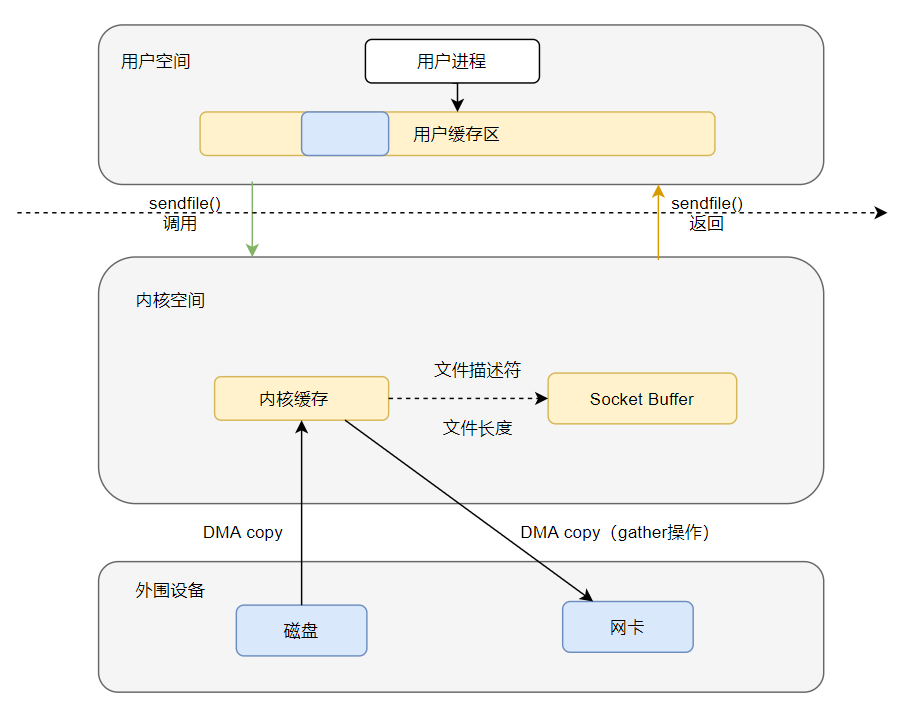 用户空间
用户进程
用户缓存区
sendfile()
调用
sendfile()
返回
内核空间
文件描述符
内核缓存
Socket Buffer
文件长度
DMA copy
DMA copy（gather操作）
外围设备
磁盘
网卡